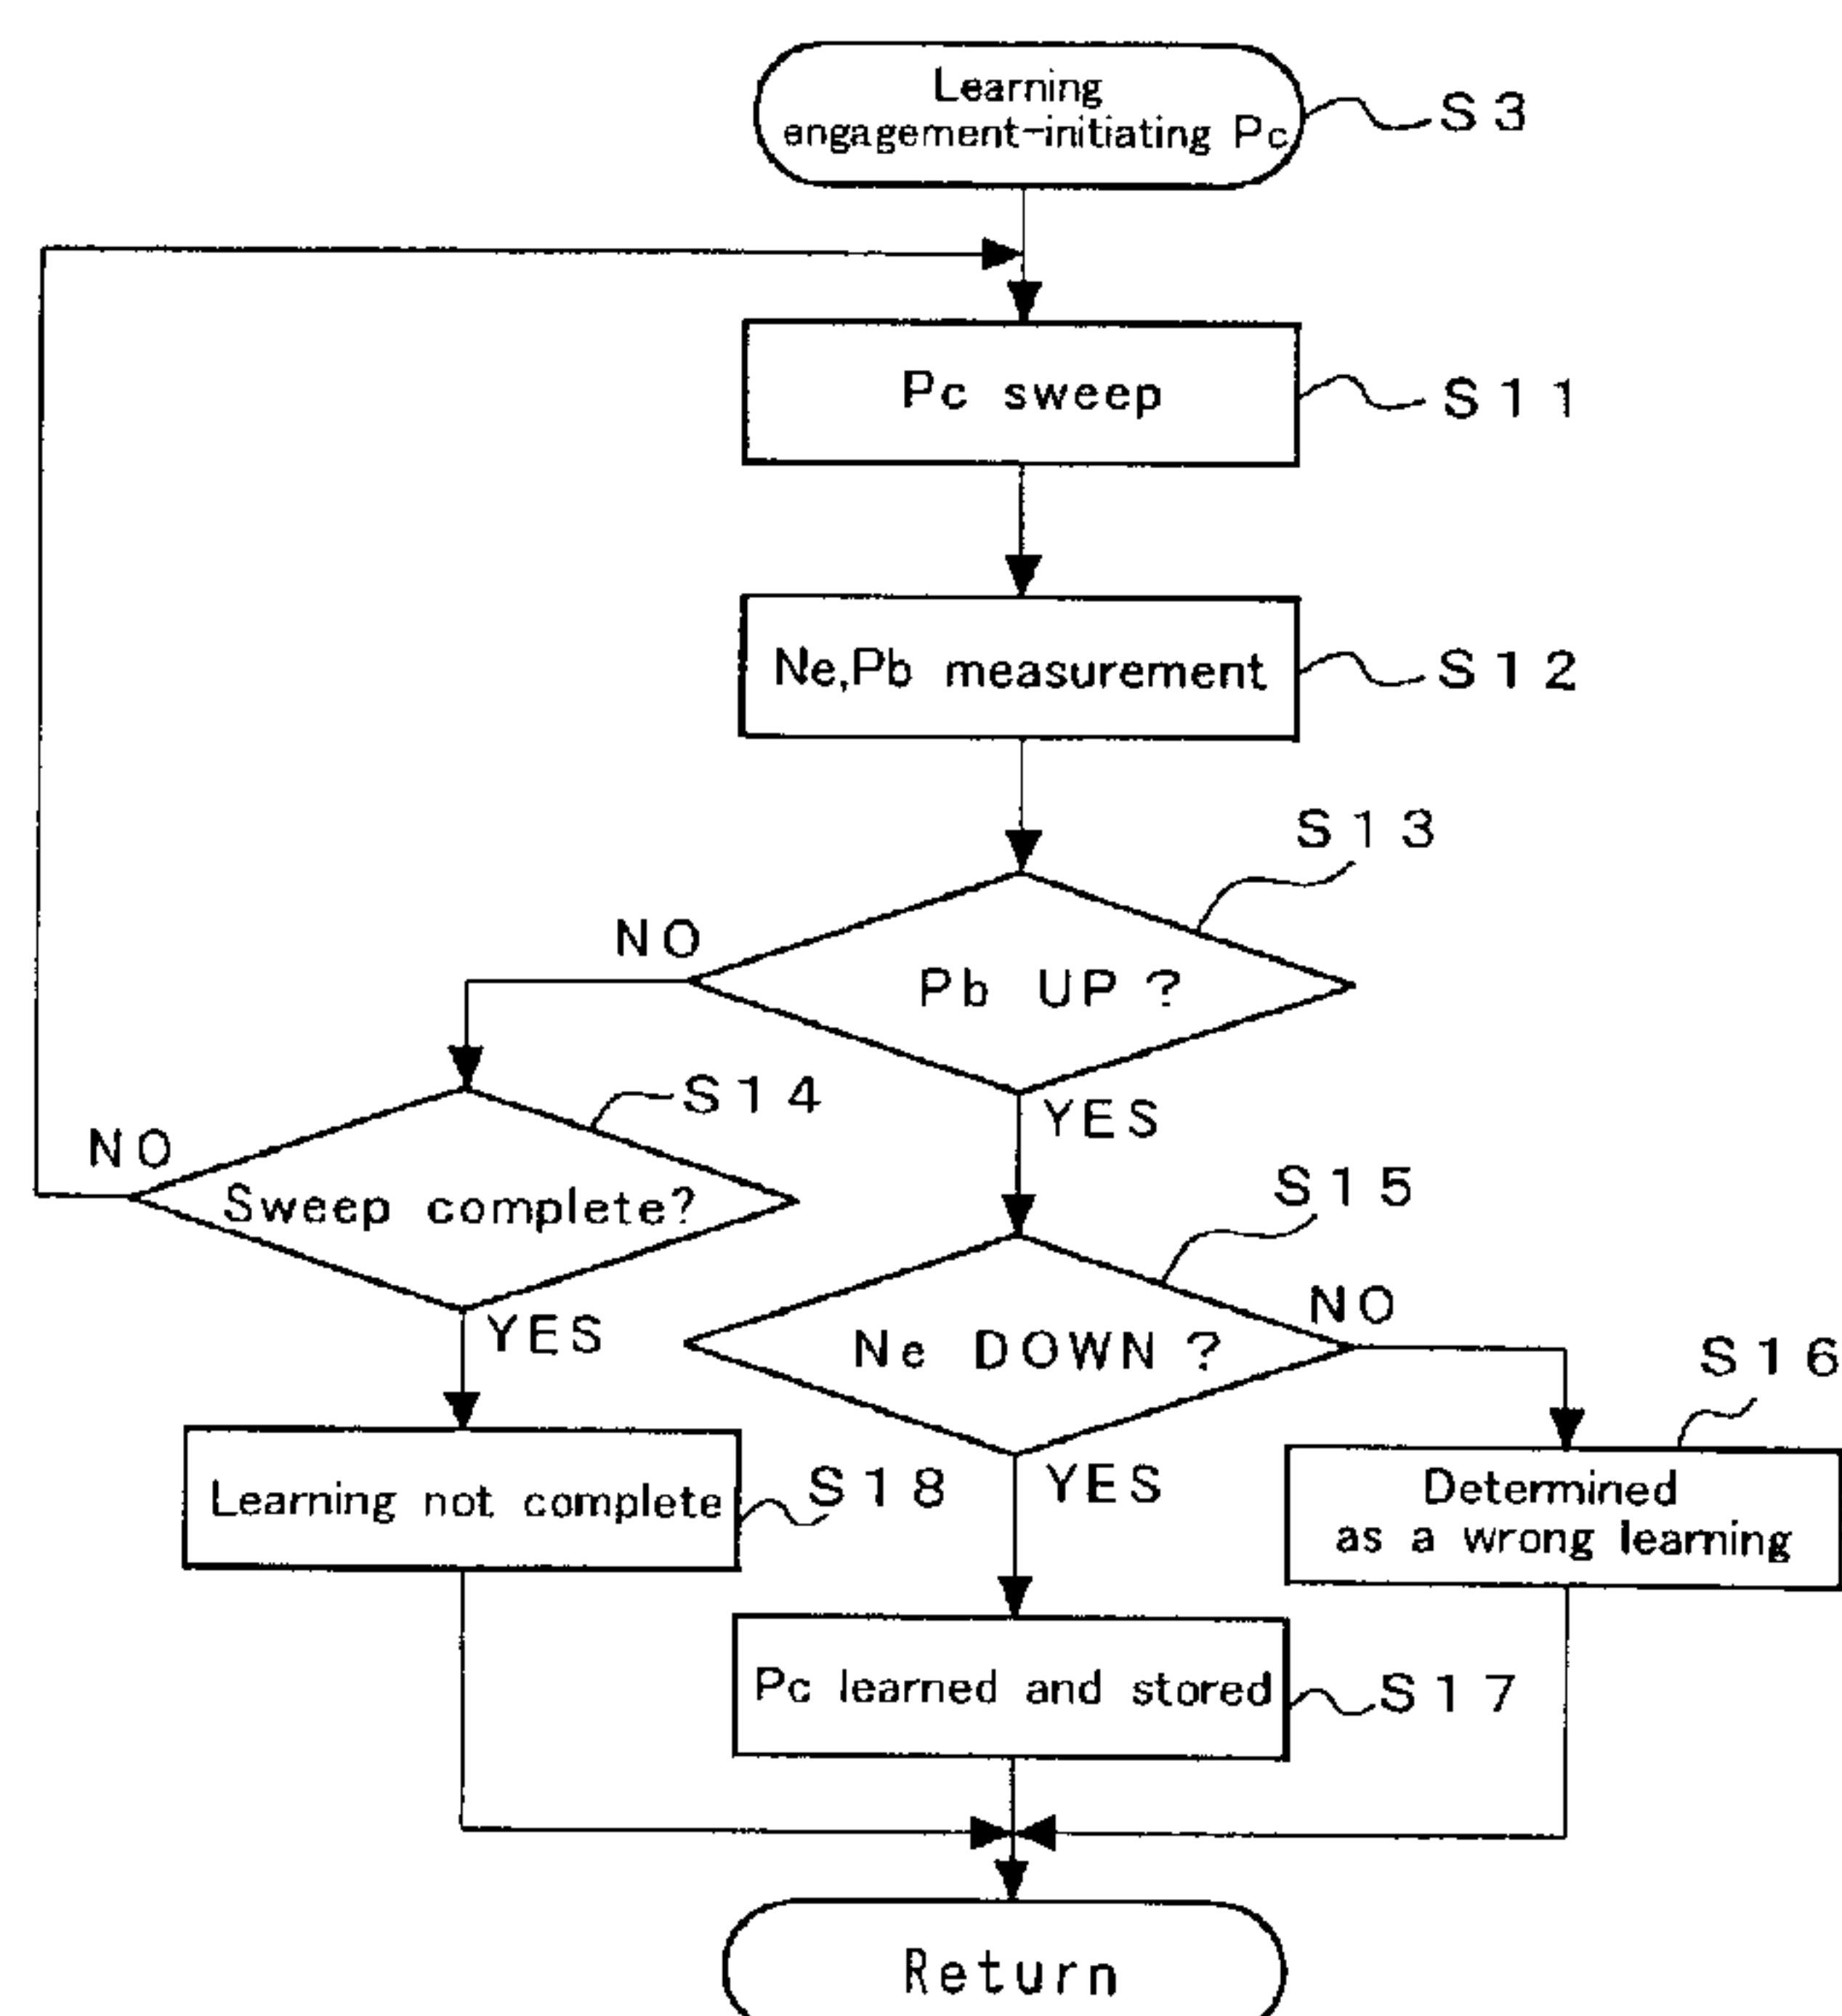 Learning
engagement-initiating Pc
S3
Pc sweep
S11
Ne,Pb measurement
S12
S13
NO
Pb UP ?
YES
S14
NO
Sweep complete?
YES
S15
NO
Ne DOWN ?
YES
S16
Determined
as a wrong learning
Learning not complete
S18
Pc learned and stored
S17
Return